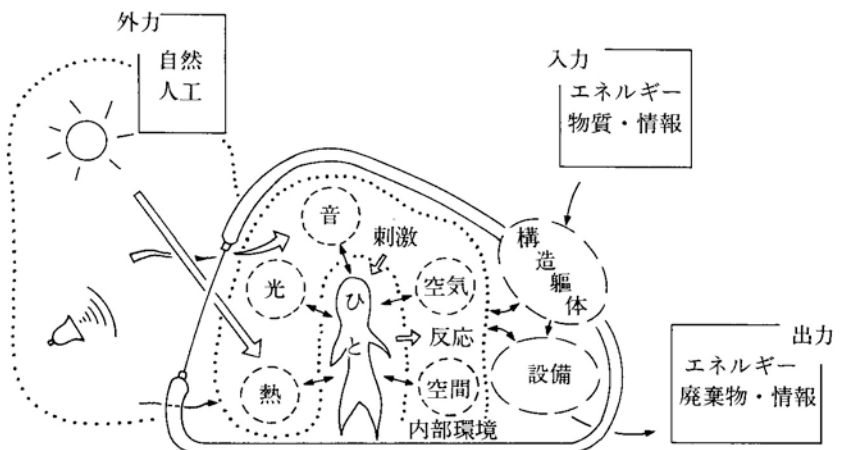 外力
自然
人工
入力
エネルギー
物質・情報
音
刺激
光
ひと
空気
構造躯体
反応
熱
空間
設備
内部環境
出力
エネルギー
廃棄物・情報